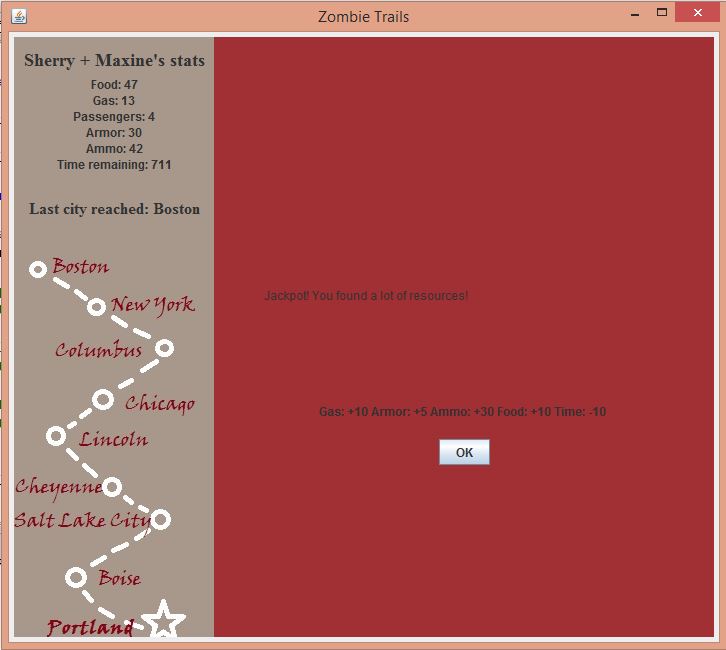 Zombie Trails
Sherry + Maxine's stats
Food: 47
Gas: 13
Passengers: 4
Armor: 30
Ammo: 42
Time remaining: 711
Last city reached: Boston
Boston
New York
Columbus
Chicago
Lincoln
Cheyenne
Salt Lake City
Boise
Portland
Jackpot! You found a lot of resources!
Gas: +10 Armor: +5 Ammo: +30 Food: +10 Time: -10
OK